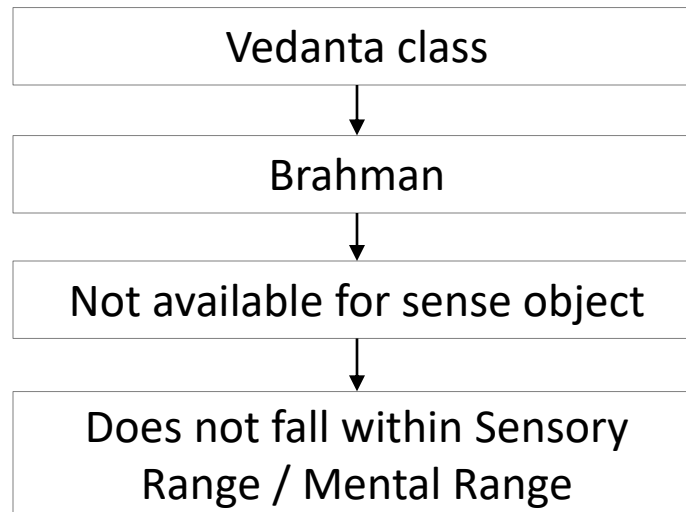 Vedanta class
Brahman
Not available for sense object
Does not fall within Sensory
Range / Mental Range